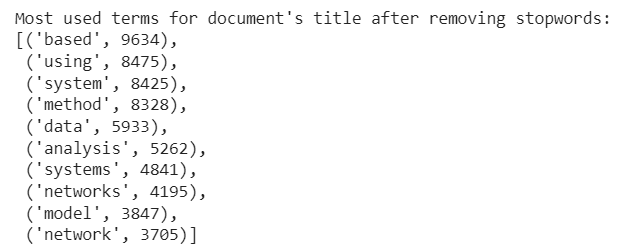 Most used terms for document's title after removing stopwords:
[('based', 9634),
('using', 8475),
('system', 8425),
('method', 8328),
('data', 5933),
('analysis', 5262),
('systems', 4841),
('networks', 4195),
('model', 3847),
('network', 3705)]